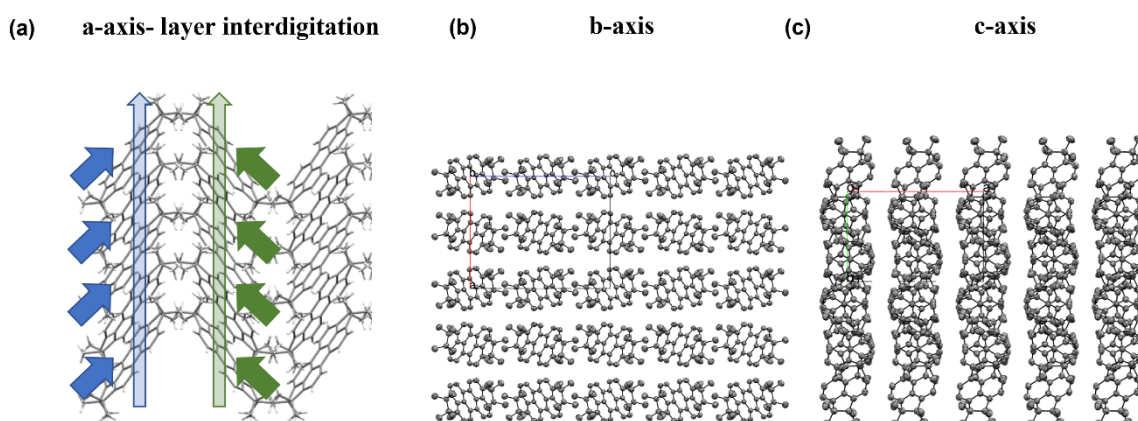 (a) a-axis- layer interdigitation
(b) b-axis
(c) c-axis